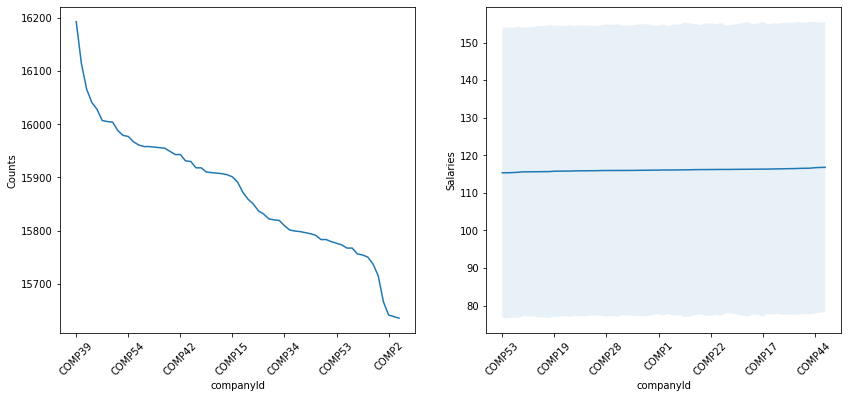 16200
16100
16000
15900
15800
15700
Counts
COMP39
COMP54
COMP42
COMP15
COMP34
COMP53
COMP2
companyId
150
140
130
120
110
100
90
80
Salaries
COMP53
COMP19
COMP28
COMP1
COMP22
COMP17
COMP44
companyId